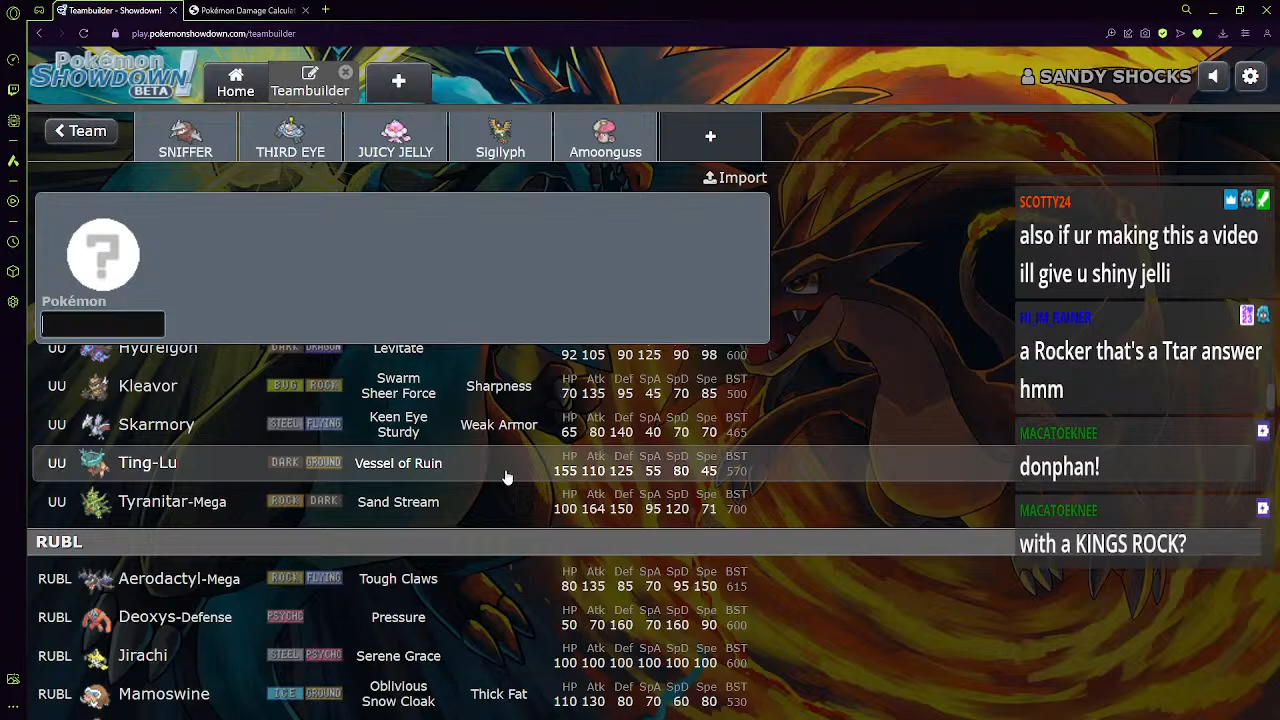 Teambuilder - Showdown!
Pokémon Damage Calculat
play.pokemonshowdown.com/teambuilder
Pokémon
SHOWDOWN!
BETA
Home
Teambuilder
SANDY SHOCKS
Team
SNIFFER
THIRD EYE
JUICY JELLY
Sigilyph
Amoonguss
Import
Pokémon
UU Hydreigon DARK DRAGON Levitate 92 105 90 125 90 98 600
UU Kleavor BUG ROCK Swarm Sheer Force Sharpness HP 70 Atk 135 Def 95 SpA 45 SpD 70 Spe 85 BST 500
UU Skarmory STEEL FLYING Keen Eye Sturdy Weak Armor HP 65 Atk 80 Def 140 SpA 40 SpD 70 Spe 70 BST 465
UU Ting-Lu DARK GROUND Vessel of Ruin HP 155 Atk 110 Def 125 SpA 55 SpD 80 Spe 45 BST 570
UU Tyranitar-Mega ROCK DARK Sand Stream HP 100 Atk 164 Def 150 SpA 95 SpD 120 Spe 71 BST 700
RUBL
RUBL Aerodactyl-Mega ROCK FLYING Tough Claws HP 80 Atk 135 Def 85 SpA 70 SpD 95 Spe 150 BST 615
RUBL Deoxys-Defense PSYCHC Pressure HP 50 Atk 70 Def 160 SpA 70 SpD 160 Spe 90 BST 600
RUBL Jirachi STEEL PSYCHC Serene Grace HP 100 Atk 100 Def 100 SpA 100 SpD 100 Spe 100 BST 600
RUBL Mamoswine ICE GROUND Oblivious Snow Cloak Thick Fat HP 110 Atk 130 Def 80 SpA 70 SpD 60 Spe 80 BST 530
SCOTTY24
also if ur making this a video
ill give u shiny jelli
HI_IM_RAINER
a Rocker that's a Ttar answer
hmm
MACATOEKNEE
donphan!
MACATOEKNEE
with a KINGS ROCK?